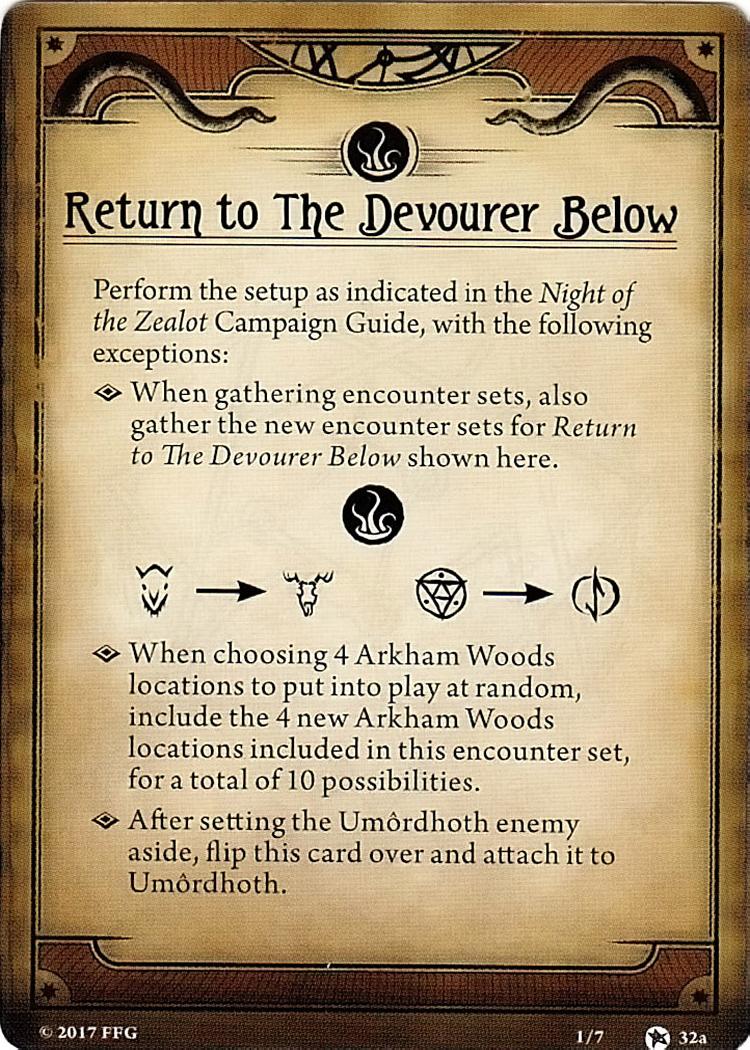 Return to The Devourer Below
Perform the setup as indicated in the Night of
the Zealot Campaign Guide, with the following
exceptions:
When gathering encounter sets, also
gather the new encounter sets for Return
to The Devourer Below shown here.
When choosing 4 Arkham Woods
locations to put into play at random,
include the 4 new Arkham Woods
locations included in this encounter set,
for a total of 10 possibilities.
After setting the Umôrdhoth enemy
aside, flip this card over and attach it to
Umôrdhoth.
© 2017 FFG
1/7
32a